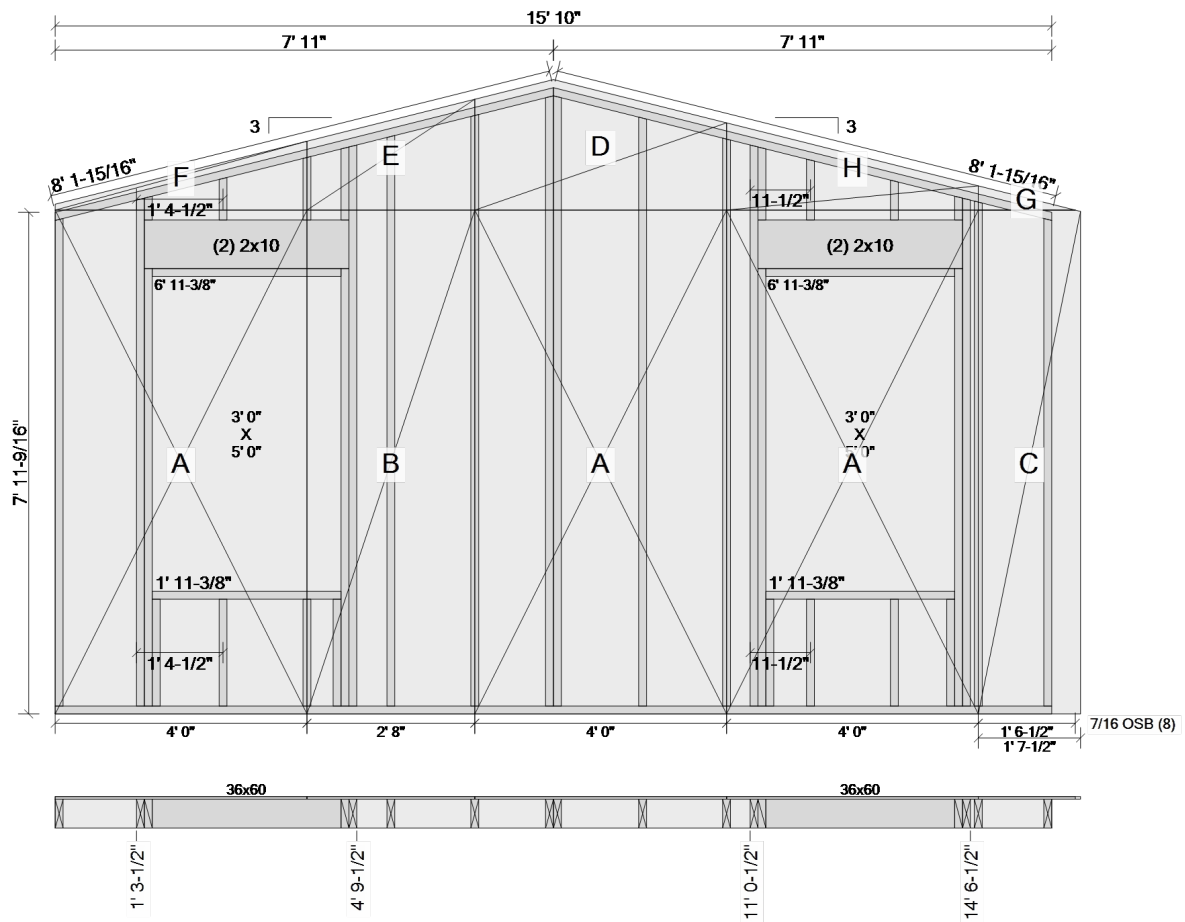 15' 10"
7' 11" 7' 11"
3 3
8' 1-15/16" F E D H 8' 1-15/16" G
1' 4-1/2" 11-1/2"
(2) 2x10 (2) 2x10
6' 11-3/8" 6' 11-3/8"
7' 11-9/16"
3' 0" 3' 0"
X X
5' 0" 5' 0"
A B A A C
1' 11-3/8" 1' 11-3/8"
1' 4-1/2" 11-1/2"
4' 0" 2' 8" 4' 0" 4' 0" 1' 6-1/2" 7/16 OSB (8)
1' 7-1/2"
36x60 36x60
1' 3-1/2" 4' 9-1/2" 11' 0-1/2" 14' 6-1/2"